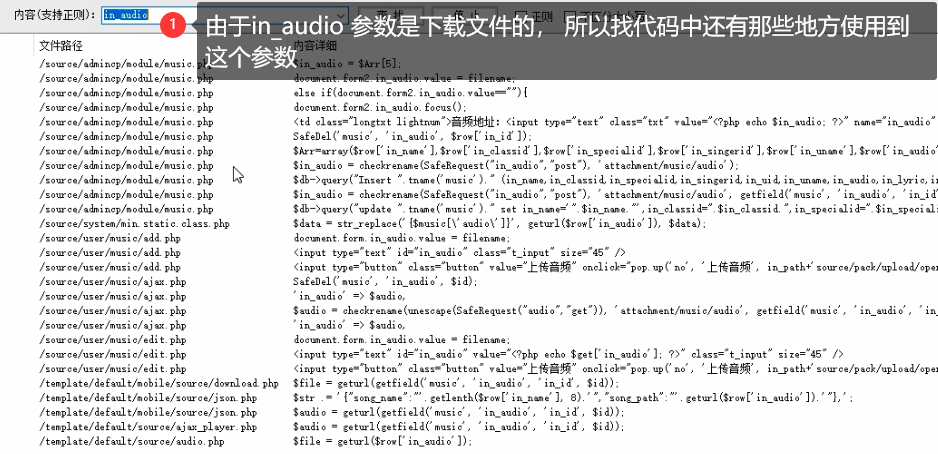 内容(支持正则): in_audio
1
由于in_audio 参数是下载文件的， 所以找代码中还有那些地方使用到
这个参数
文件路径 内容详细
/source/admincp/module/music.php $in_audio = $Arr[5];
/source/admincp/module/music.php document.form2.in_audio.value = filename;
/source/admincp/module/music.php else if(document.form2.in_audio.value==""){
/source/admincp/module/music.php document.form2.in_audio.focus();
/source/admincp/module/music.php <td class="longtxt lightnum">音频地址: <input type="text" class="txt" value="<?php echo $in_audio; ?>" name="in_audio"
/source/admincp/module/music.php SafeDel('music', 'in_audio', $row['in_id']);
/source/admincp/module/music.php $Arr=array($row['in_name'],$row['in_classid'],$row['in_specialid'],$row['in_singerid'],$row['in_uname'],$row['in_audio
/source/admincp/module/music.php $in_audio = checkrename(SafeRequest("in_audio","post"), 'attachment/music/audio');
/source/admincp/module/music.php $db->query("Insert ".tname('music')." (in_name,in_classid,in_specialid,in_singerid,in_uid,in_uname,in_audio,in_lyric,in
/source/admincp/module/music.php $in_audio = checkrename(SafeRequest("in_audio","post"), 'attachment/music/audio', getfield('music', 'in_audio', 'in_id
/source/admincp/module/music.php $db->query("update ".tname('music')." set in_name='".$in_name."',in_classid=".$in_classid.",in_specialid=".$in_special
/source/system/min.static.class.php $data = str_replace('{$music[\'audio\']}', geturl($row['in_audio']), $data);
/source/user/music/add.php document.form.in_audio.value = filename;
/source/user/music/add.php <input type="text" id="in_audio" class="t_input" size="45" />
/source/user/music/add.php <input type="button" class="button" value="上传音频" onclick="pop.up('no', '上传音频', in_path+'source/pack/upload/open
/source/user/music/ajax.php SafeDel('music', 'in_audio', $id);
/source/user/music/ajax.php 'in_audio' => $audio,
/source/user/music/ajax.php $audio = checkrename(unescape(SafeRequest("audio","get")), 'attachment/music/audio', getfield('music', 'in_audio', 'in_
/source/user/music/ajax.php 'in_audio' => $audio,
/source/user/music/edit.php document.form.in_audio.value = filename;
/source/user/music/edit.php <input type="text" id="in_audio" value="<?php echo $get['in_audio']; ?>" class="t_input" size="45" />
/source/user/music/edit.php <input type="button" class="button" value="上传音频" onclick="pop.up('no', '上传音频', in_path+'source/pack/upload/open
/template/default/mobile/source/download.php $file = geturl(getfield('music', 'in_audio', 'in_id', $id));
/template/default/mobile/source/json.php $str .= '{"song_name":"'.getlenth($row['in_name'], 8).'","song_path":"'.geturl($row['in_audio']).'"},';
/template/default/mobile/source/json.php $audio = geturl(getfield('music', 'in_audio', 'in_id', $id));
/template/default/source/ajax_player.php $audio = geturl(getfield('music', 'in_audio', 'in_id', $id));
/template/default/source/audio.php $file = geturl($row['in_audio']);